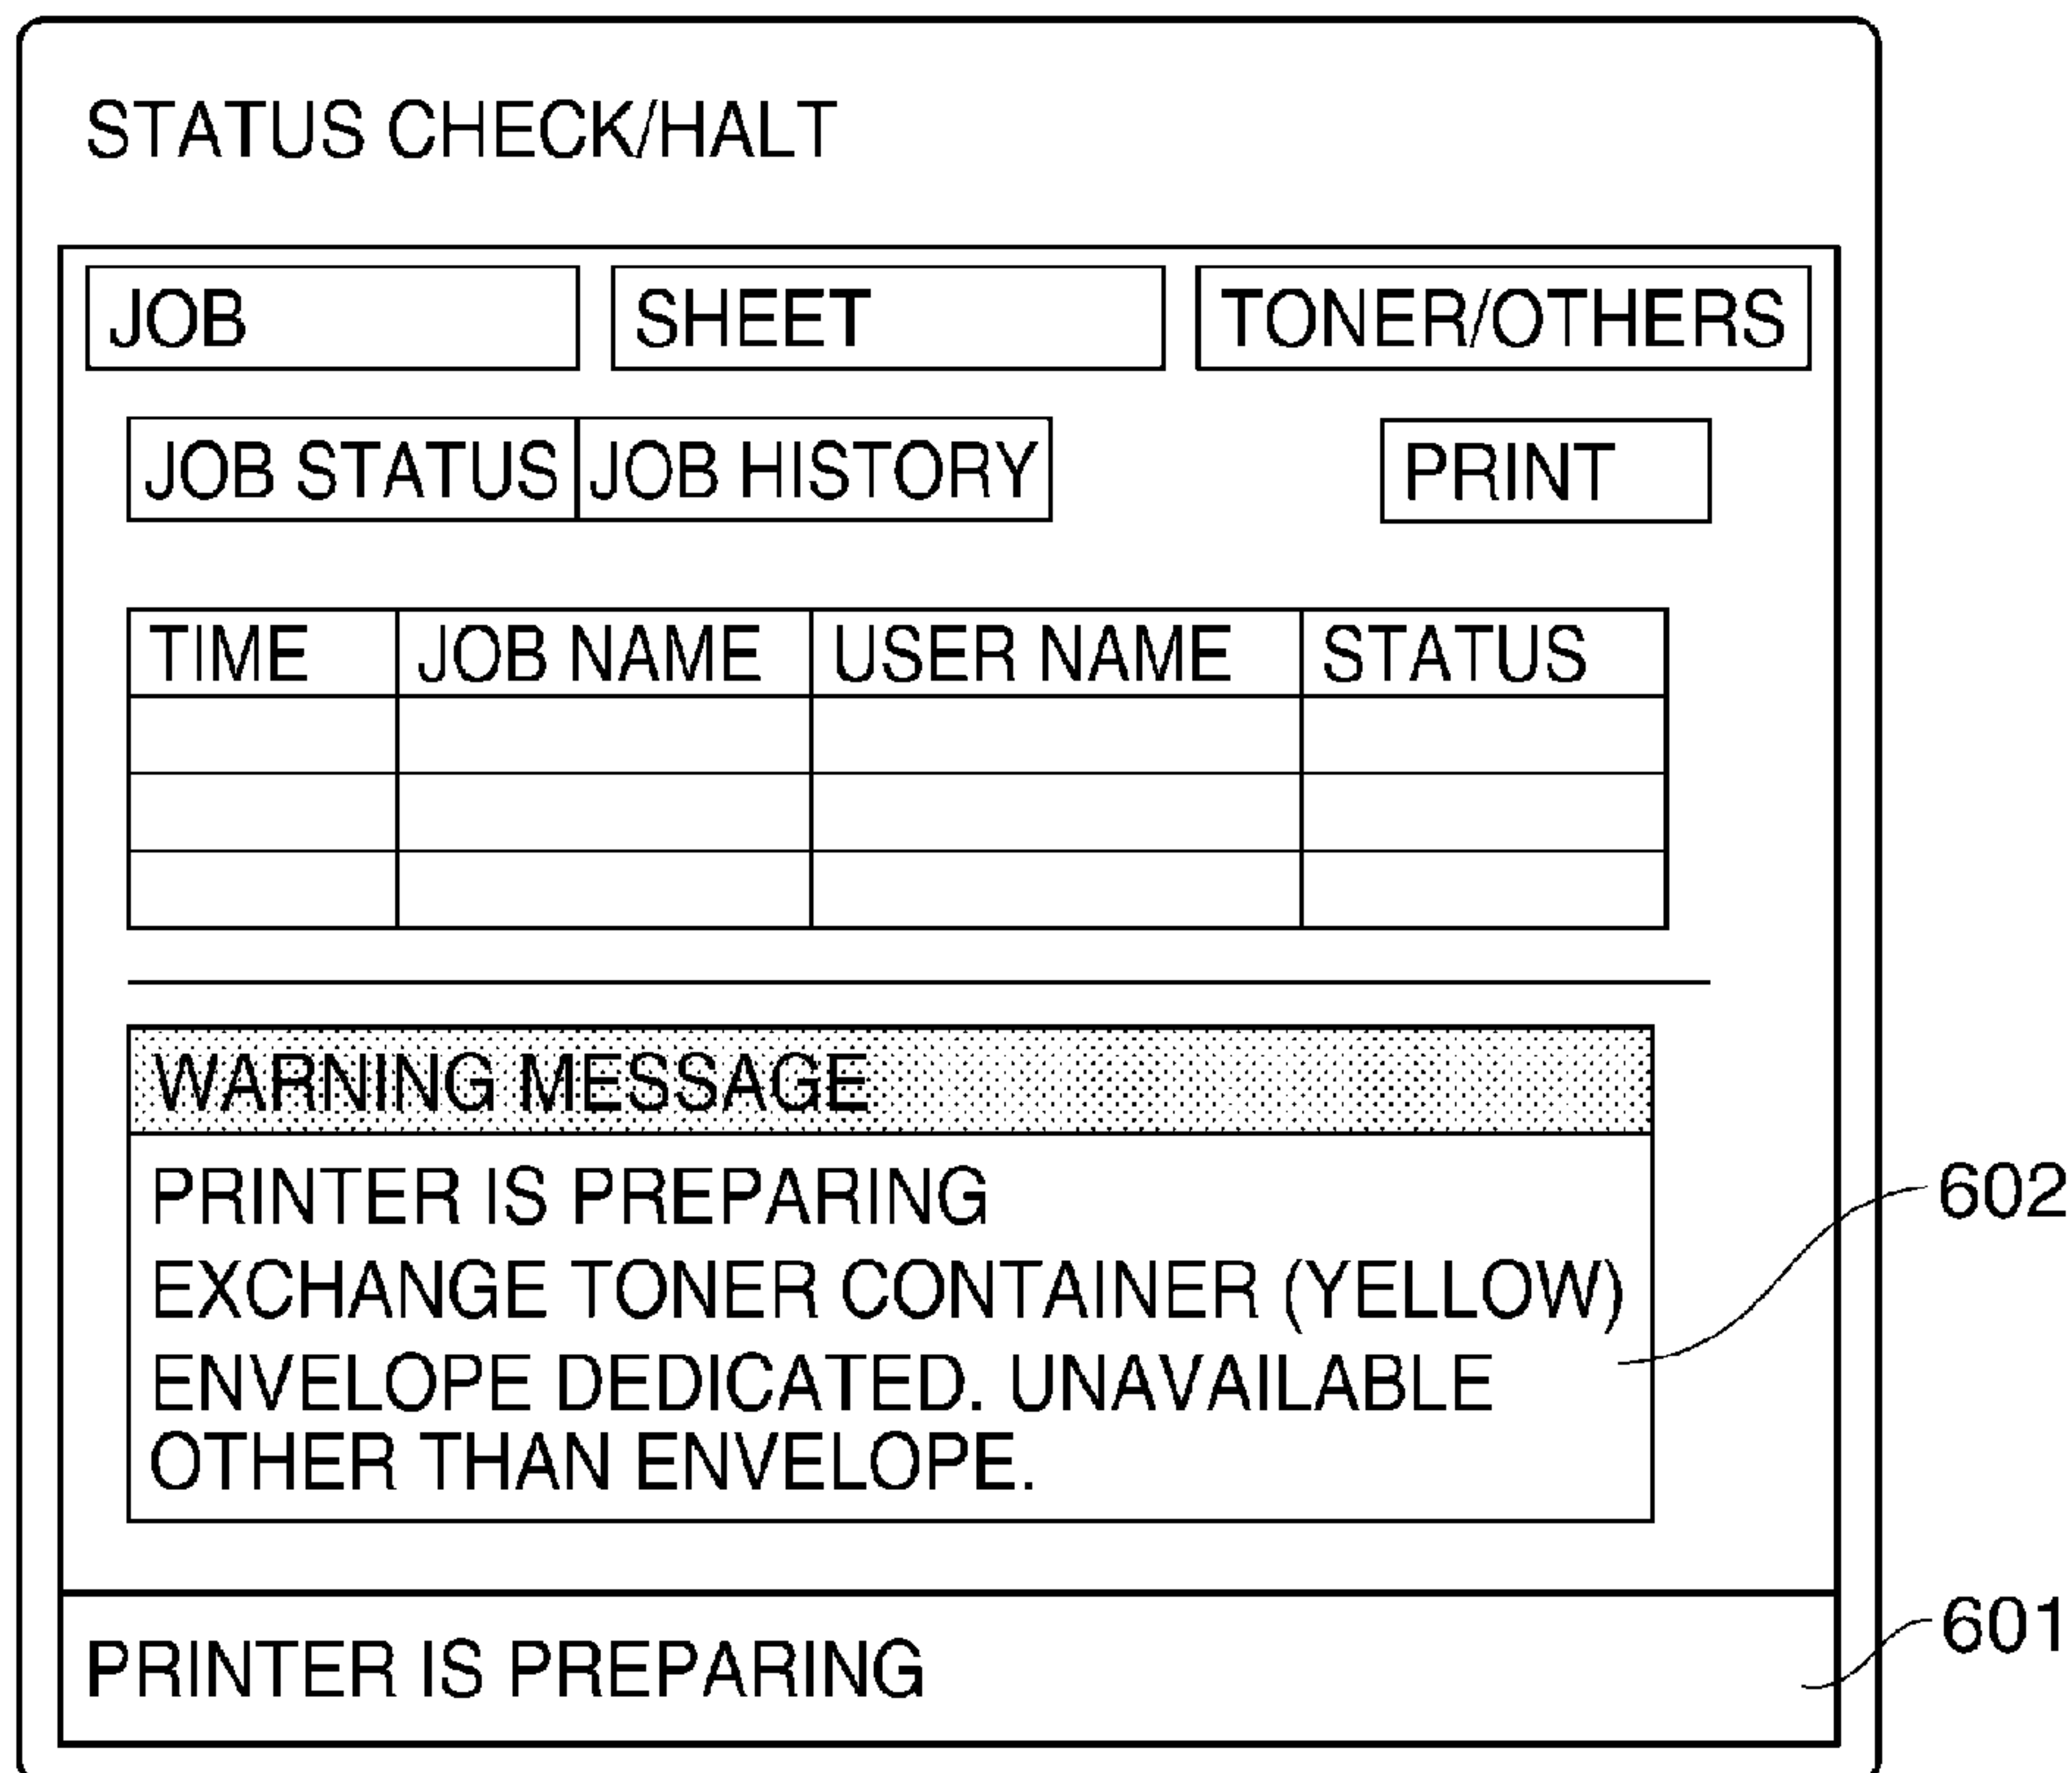 STATUS CHECK/HALT
JOB SHEET TONER/OTHERS
JOB STATUS JOB HISTORY PRINT
TIME JOB NAME USER NAME STATUS
WARNING MESSAGE
PRINTER IS PREPARING
EXCHANGE TONER CONTAINER (YELLOW)
ENVELOPE DEDICATED. UNAVAILABLE
OTHER THAN ENVELOPE.
602
PRINTER IS PREPARING
601